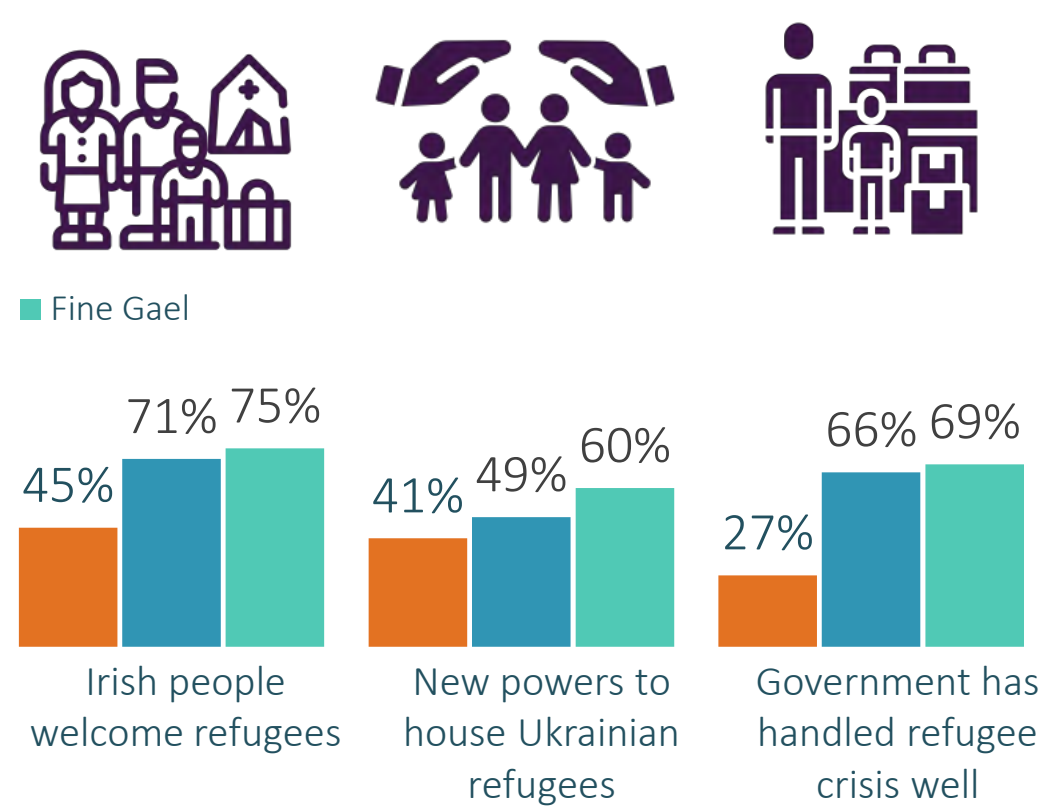 Fine Gael
45%
71%
75%
41%
49%
60%
27%
66%
69%
Irish people
welcome refugees
New powers to
house Ukrainian
refugees
Government has
handled refugee
crisis well